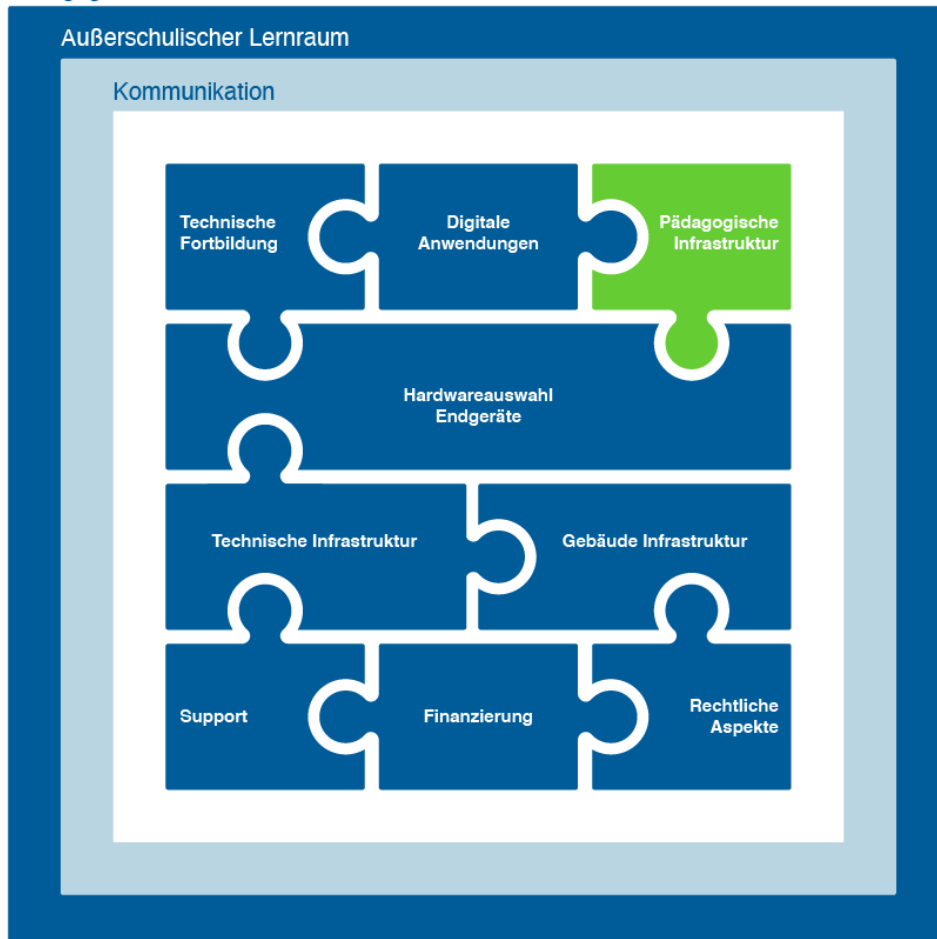 Außerschulischer Lernraum
Kommunikation
Technische
Fortbildung
Digitale
Anwendungen
Pädagogische
Infrastruktur
Hardwareauswahl
Endgeräte
Technische Infrastruktur
Gebäude Infrastruktur
Support
Finanzierung
Rechtliche
Aspekte